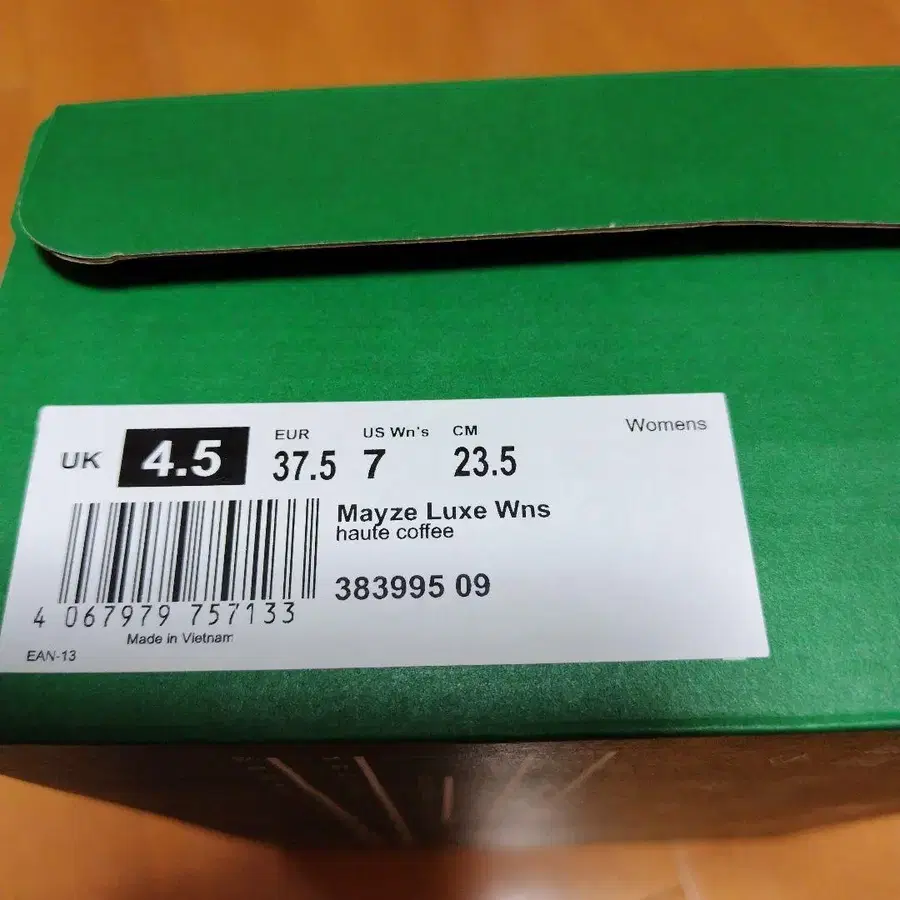 Womens
UK 4.5
EUR 37.5
US Wn's 7
CM 23.5
Mayze Luxe Wns
haute coffee
383995 09
4 067979 757133
Made in Vietnam
EAN-13